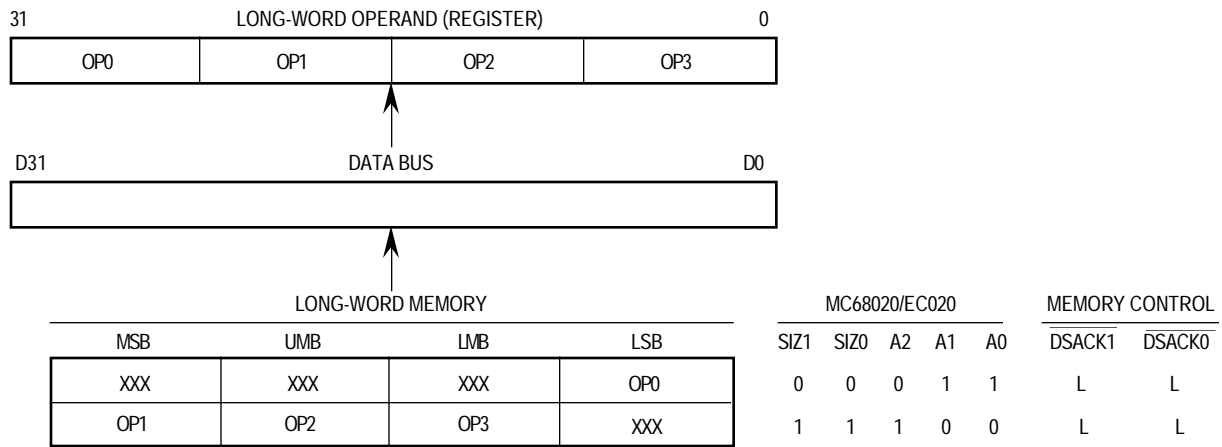 31 LONG-WORD OPERAND (REGISTER) 0
OP0 OP1 OP2 OP3
D31 DATA BUS D0
LONG-WORD MEMORY MC68020/EC020 MEMORY CONTROL
MSB UMB LMB LSB SIZ1 SIZ0 A2 A1 A0 DSACK1 DSACK0
XXX XXX XXX OP0 0 0 0 1 1 L L
OP1 OP2 OP3 XXX 1 1 1 0 0 L L